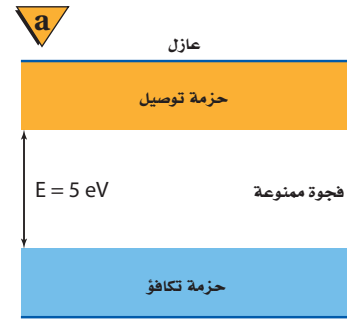 a
عازل
حزمة توصيل
E = 5 eV
فجوة ممنوعة
حزمة تكافؤ